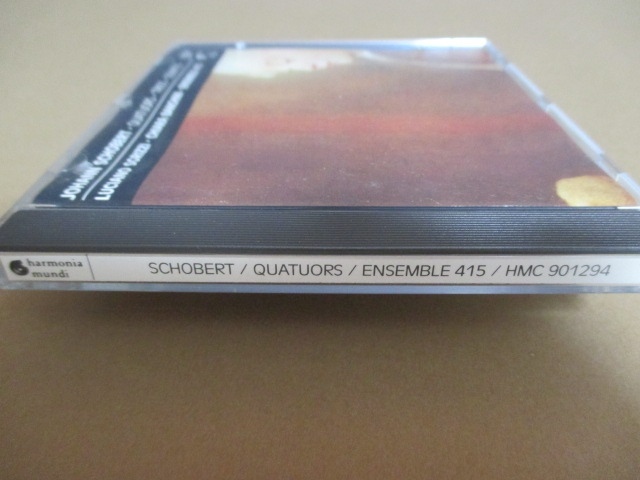 JOHANN SCHOBERT
LUCIANO SGRIZZI
harmonia
mundi
SCHOBERT / QUATUORS / ENSEMBLE 415 / HMC 901294